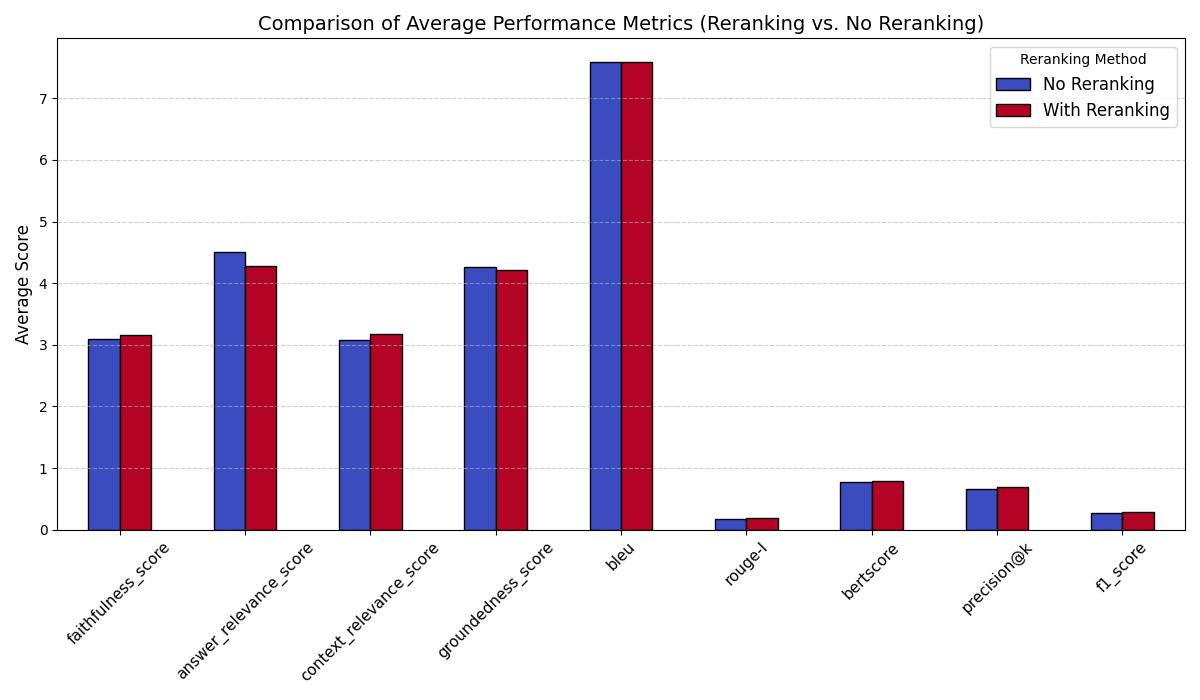 Comparison of Average Performance Metrics (Reranking vs. No Reranking)
Reranking Method
No Reranking
With Reranking
Average Score
7
6
5
4
3
2
1
0
faithfulness_score
answer_relevance_score
context_relevance_score
groundedness_score
bleu
rouge-l
bertscore
precision@k
f1_score